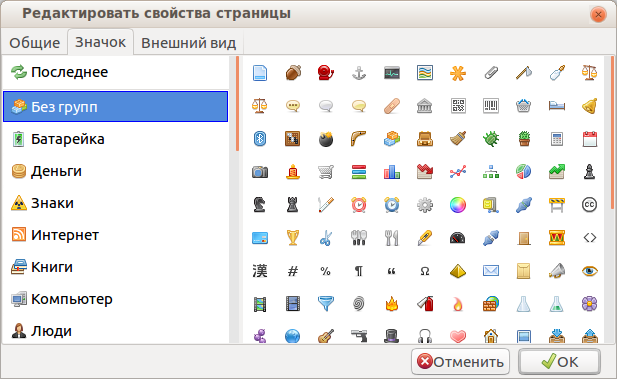 Редактировать свойства страницы
Общие
Значок
Внешний вид
Последнее
Без групп
Батарейка
Деньги
Знаки
Интернет
Книги
Компьютер
Люди
Отменить
OK